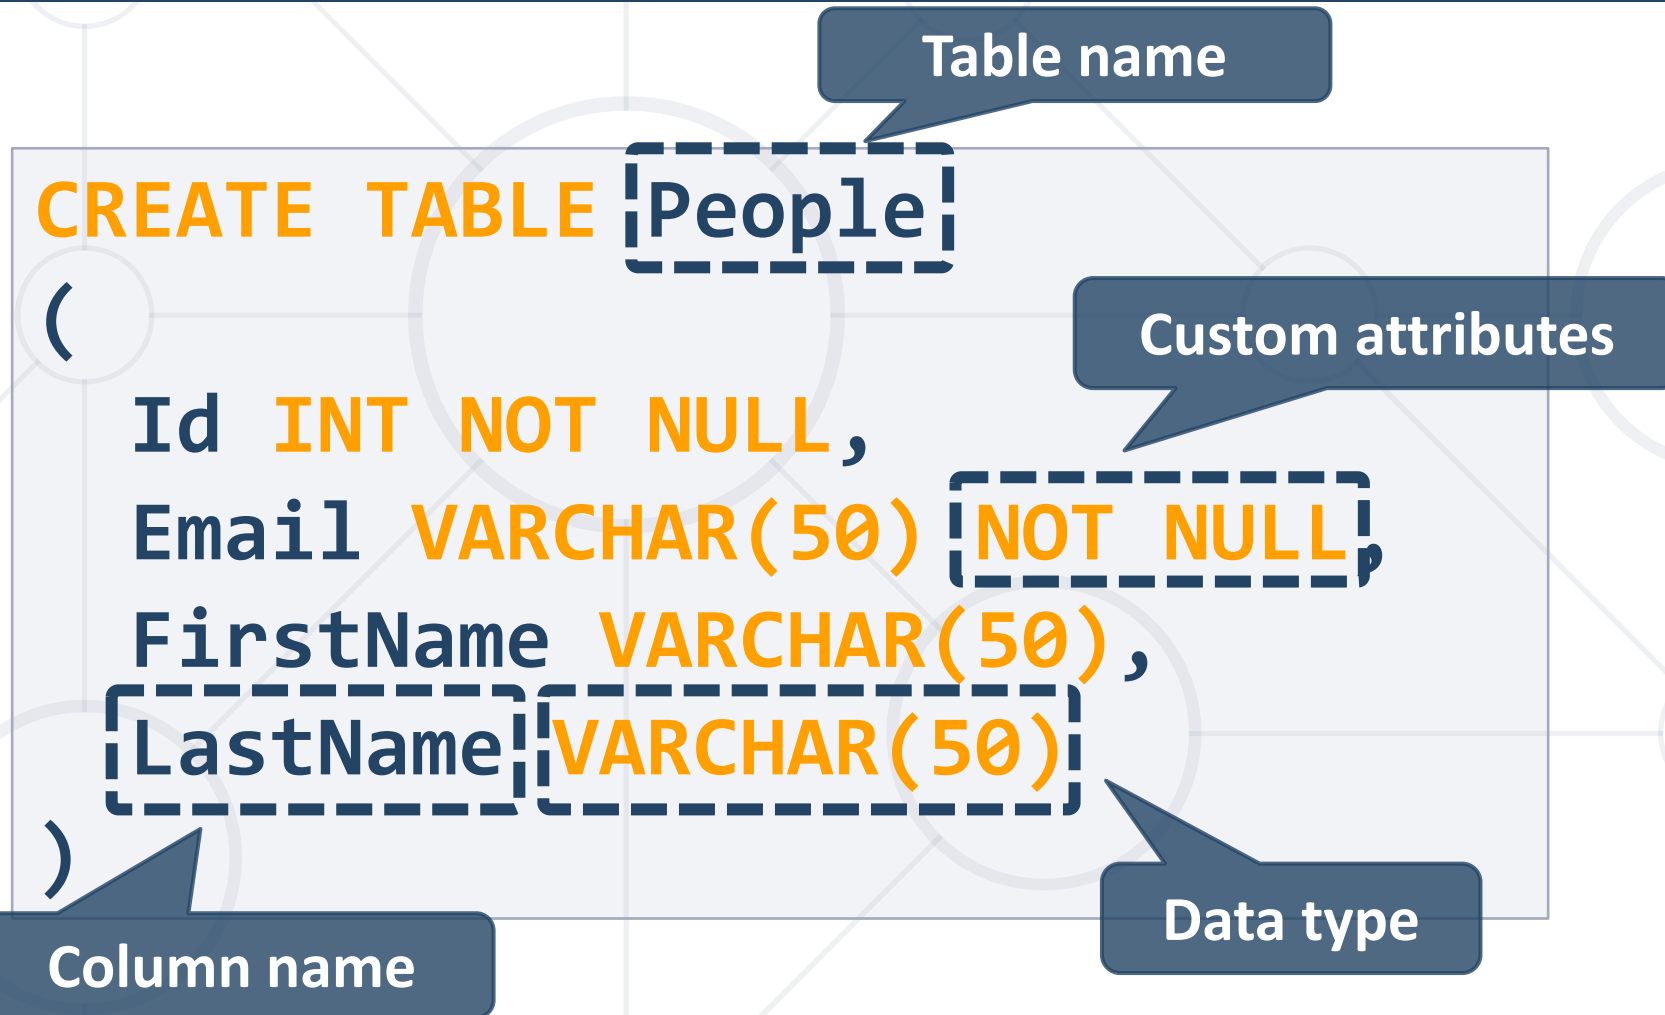 Table name
CREATE TABLE People
(
Custom attributes
Id INT NOT NULL,
Email VARCHAR(50) NOT NULL,
FirstName VARCHAR(50),
LastName VARCHAR(50)
)
Data type
Column name